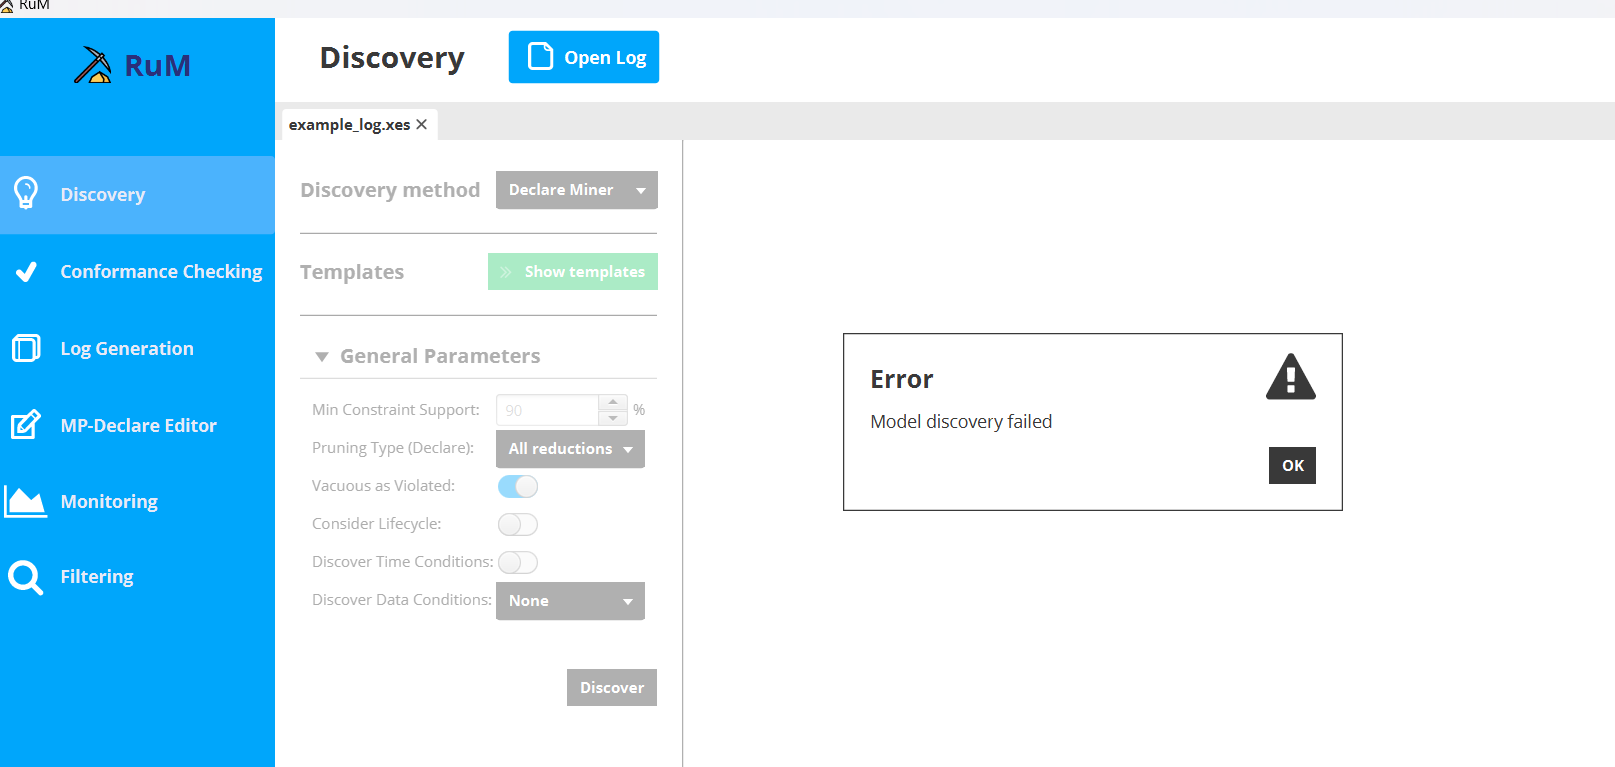 RuM
RuM
Discovery
Open Log
example_log.xes
Discovery
Conformance Checking
Log Generation
MP-Declare Editor
Monitoring
Filtering
Discovery method
Declare Miner
Templates
Show templates
General Parameters
Min Constraint Support:
90
%
Pruning Type (Declare):
All reductions
Vacuous as Violated:
Consider Lifecycle:
Discover Time Conditions:
Discover Data Conditions:
None
Discover
Error
Model discovery failed
OK